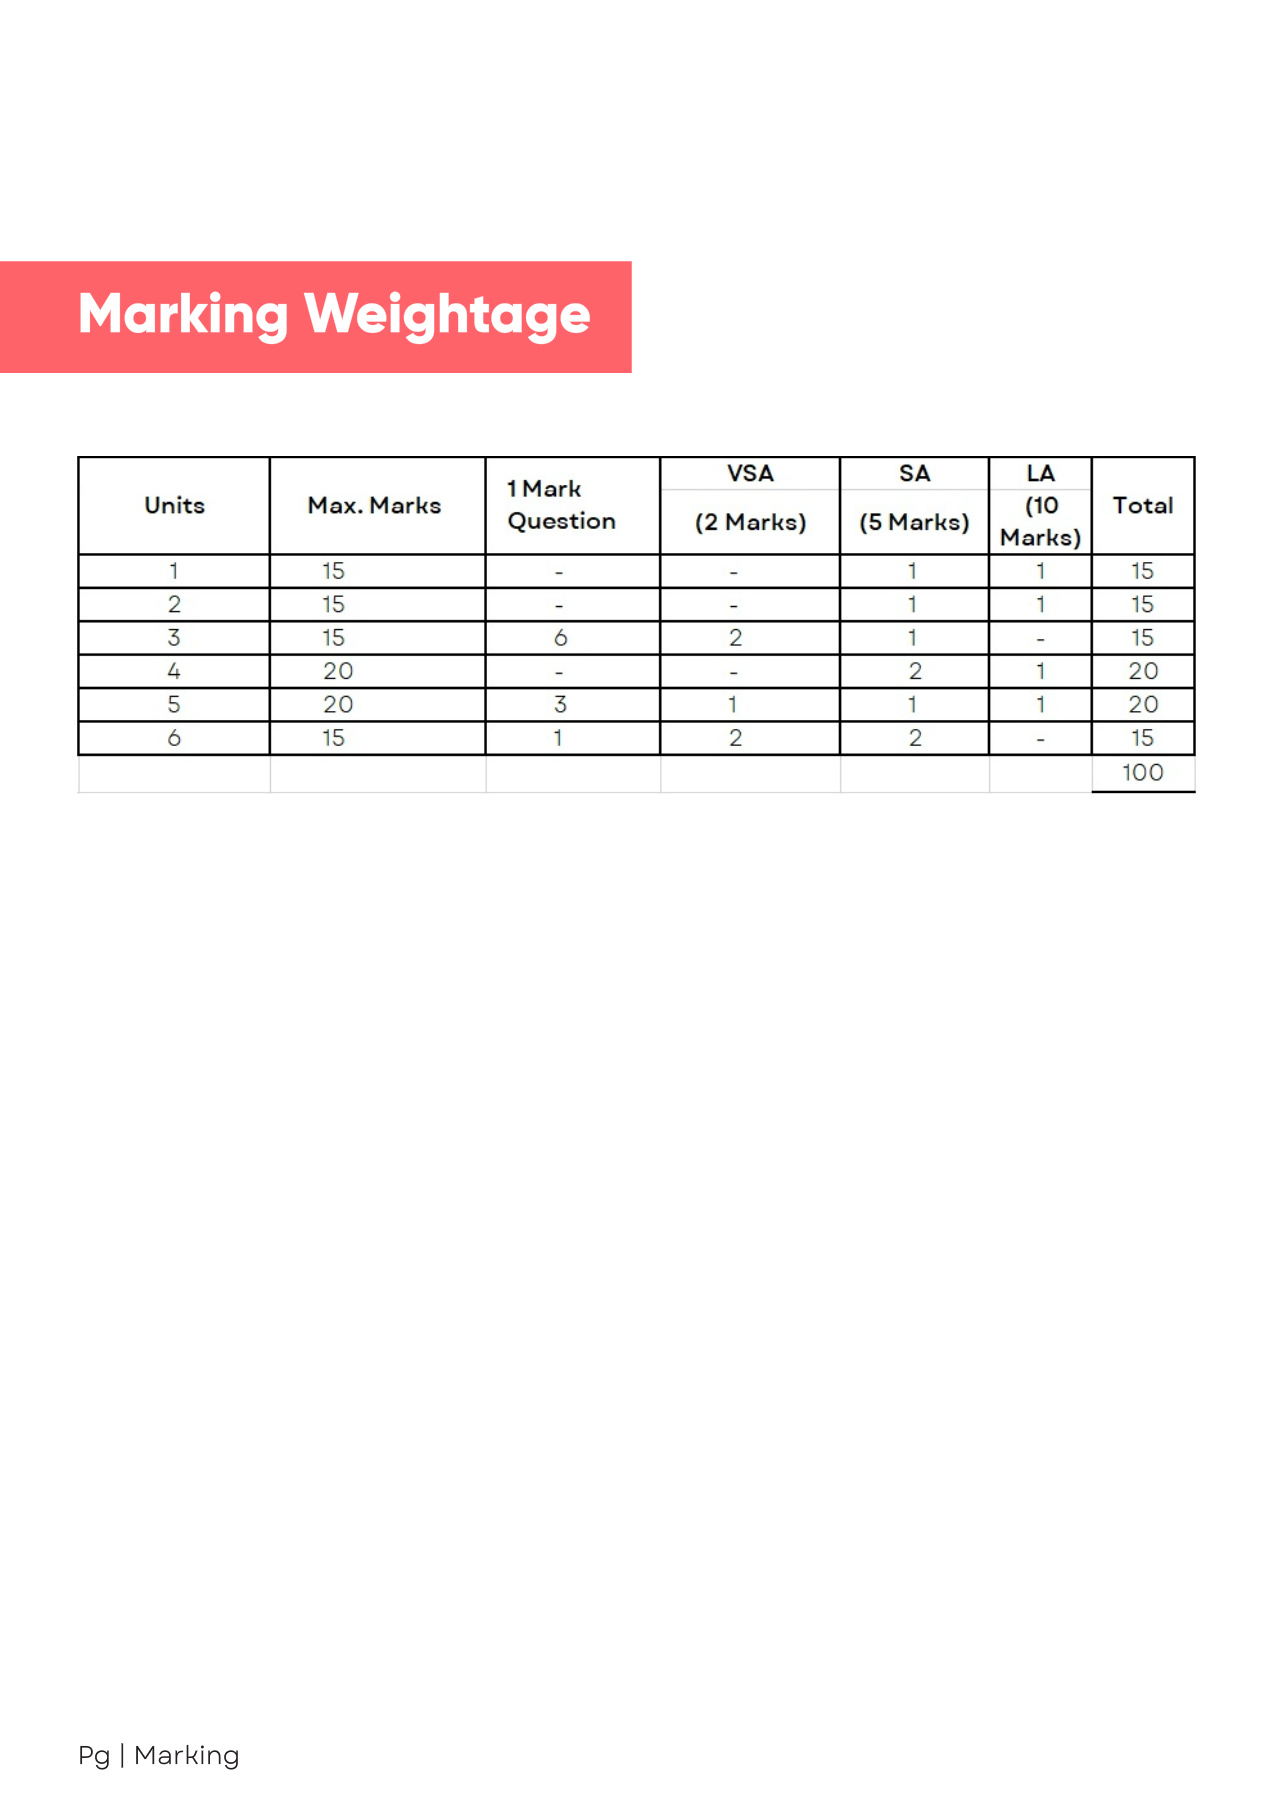 Marking Weightage
Units Max. Marks 1 Mark Question VSA (2 Marks) SA (5 Marks) LA (10 Marks) Total
1 15 - - 1 1 15
2 15 - - 1 1 15
3 15 6 2 1 - 15
4 20 - - 2 1 20
5 20 3 1 1 1 20
6 15 1 2 2 - 15
100
Pg | Marking